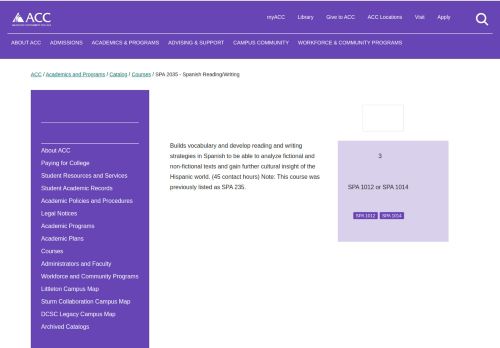 ACC
myACC Library Give to ACC ACC Locations Visit Apply
ABOUT ACC ADMISSIONS ACADEMICS & PROGRAMS ADVISING & SUPPORT CAMPUS COMMUNITY WORKFORCE & COMMUNITY PROGRAMS
ACC / Academics and Programs / Catalog / Courses / SPA 2035 - Spanish Reading/Writing
About ACC
Paying for College
Student Resources and Services
Student Academic Records
Academic Policies and Procedures
Legal Notices
Academic Programs
Academic Plans
Courses
Administrators and Faculty
Workforce and Community Programs
Littleton Campus Map
Sturm Collaboration Campus Map
DCSC Legacy Campus Map
Archived Catalogs
Builds vocabulary and develop reading and writing
strategies in Spanish to be able to analyze fictional and
non-fictional texts and gain further cultural insight of the
Hispanic world. (45 contact hours) Note: This course was
previously listed as SPA 235.
3
SPA 1012 or SPA 1014
SPA 1012 SPA 1014